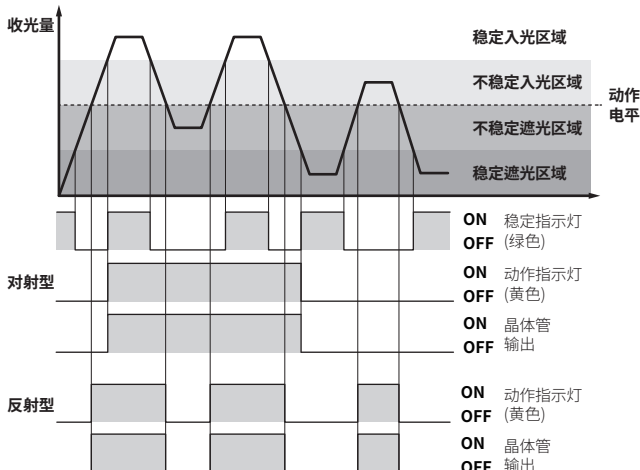 收光量
稳定入光区域
不稳定入光区域
动作
电平
不稳定遮光区域
稳定遮光区域
ON 稳定指示灯
OFF (绿色)
对射型
ON 动作指示灯
OFF (黄色)
ON 晶体管
OFF 输出
反射型
ON 动作指示灯
OFF (黄色)
ON 晶体管
OFF 输出